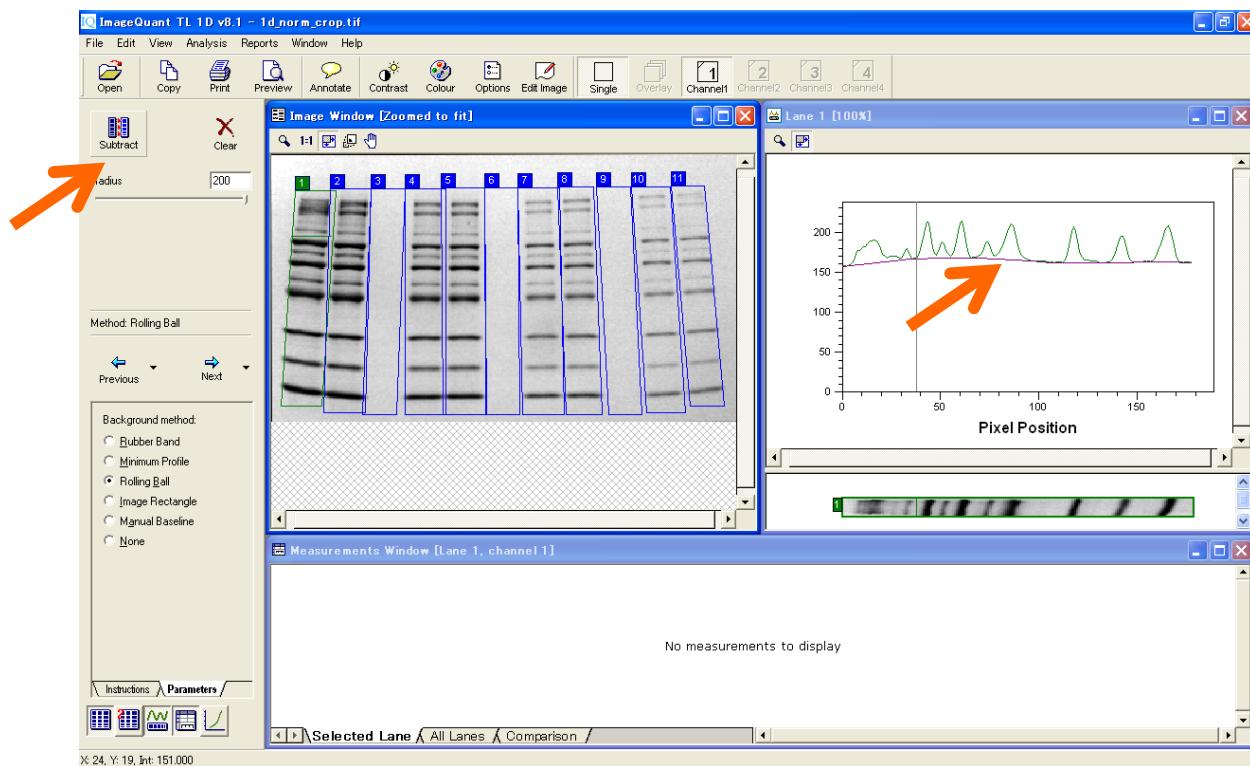 ImageQuant TL 1D v8.1 - 1d_norm_crop.tif
File Edit View Analysis Reports Window Help
Open Copy Print Preview Annotate Contrast Colour Options Edit Image Single Overlay Channel1 Channel2 Channel3 Channel4
1 2 3 4
Subtract Clear
adius 200
Method: Rolling Ball
Previous Next
Background method:
Rubber Band
Minimum Profile
Rolling Ball
Image Rectangle
Manual Baseline
None
Instructions Parameters
Image Window [Zoomed to fit]
1:1
1 2 3 4 5 6 7 8 9 10 11
Lane 1 [100%]
200
150
100
50
0
0 50 100 150
Pixel Position
1
Measurements Window [Lane 1, channel 1]
No measurements to display
Selected Lane All Lanes Comparison
X: 24, Y: 19, Int: 151.000